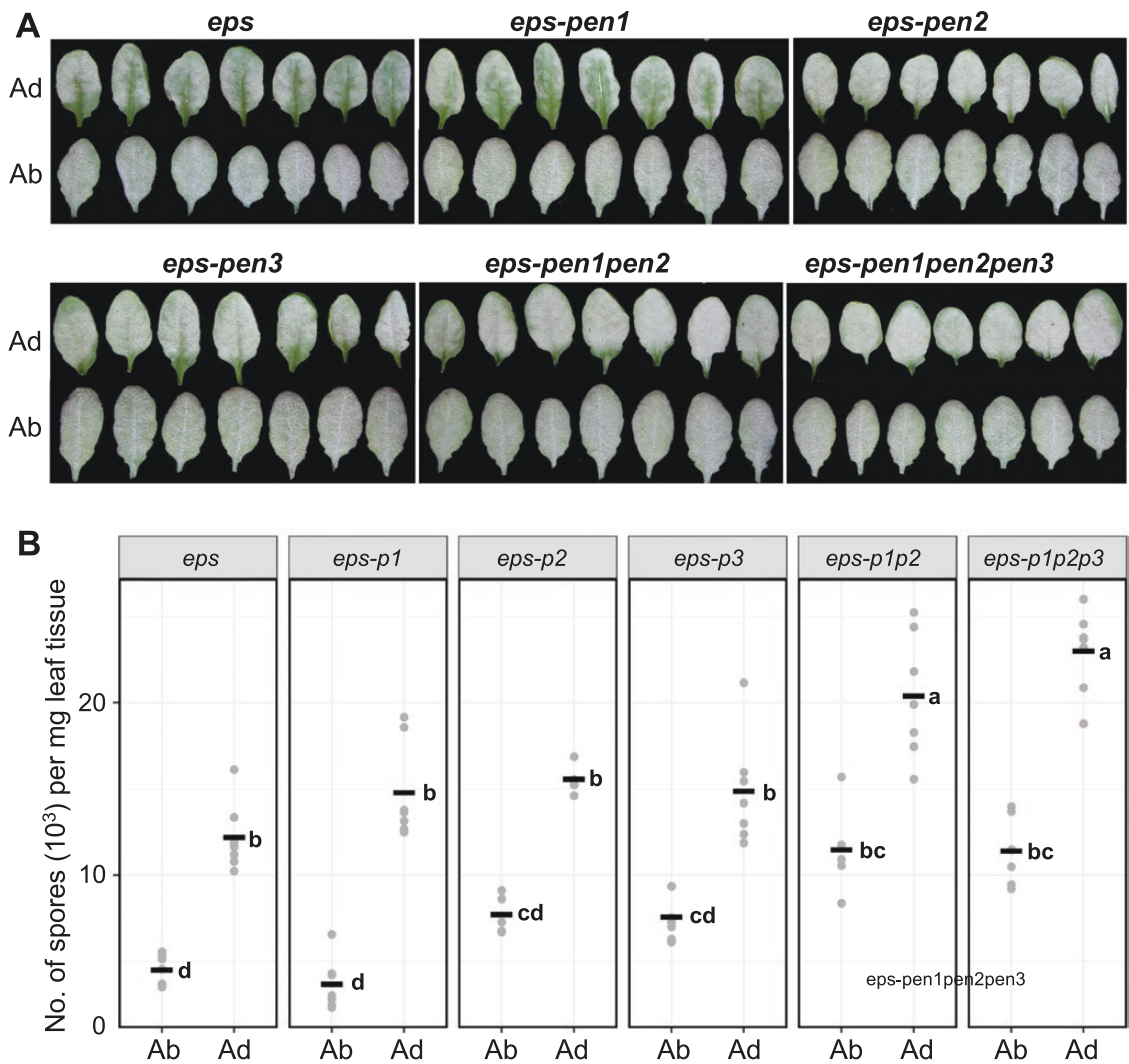 A
eps eps-pen1 eps-pen2
Ad
Ab
eps-pen3 eps-pen1pen2 eps-pen1pen2pen3
Ad
Ab
B
eps eps-p1 eps-p2 eps-p3 eps-p1p2 eps-p1p2p3
No. of spores (10³) per mg leaf tissue
20
10
0
d b d b cd b cd b bc a bc a
eps-pen1pen2pen3
Ab Ad Ab Ad Ab Ad Ab Ad Ab Ad Ab Ad